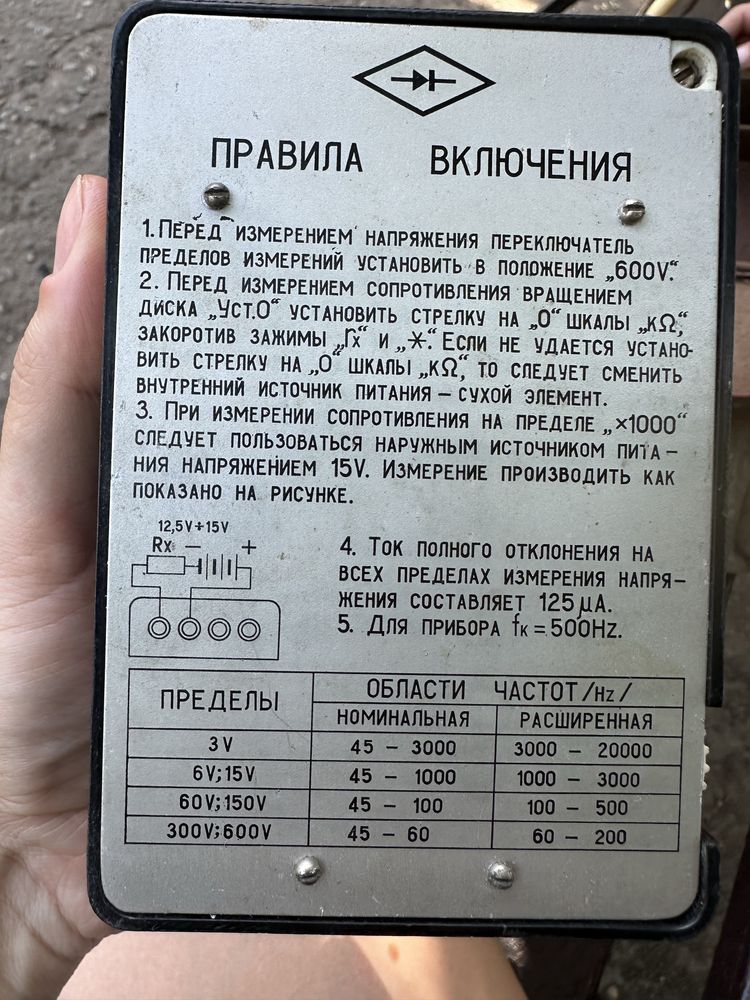 ПРАВИЛА ВКЛЮЧЕНИЯ
1. ПЕРЕД ИЗМЕРЕНИЕМ НАПРЯЖЕНИЯ ПЕРЕКЛЮЧАТЕЛЬ
ПРЕДЕЛОВ ИЗМЕРЕНИЙ УСТАНОВИТЬ В ПОЛОЖЕНИЕ „600V“.
2. ПЕРЕД ИЗМЕРЕНИЕМ СОПРОТИВЛЕНИЯ ВРАЩЕНИЕМ
ДИСКА „УСТ.0“ УСТАНОВИТЬ СТРЕЛКУ НА „0“ ШКАЛЫ „кΩ“,
ЗАКОРОТИВ ЗАЖИМЫ „rx“ И „⚹“. ЕСЛИ НЕ УДАЕТСЯ УСТАНО-
ВИТЬ СТРЕЛКУ НА „0“ ШКАЛЫ „кΩ“, ТО СЛЕДУЕТ СМЕНИТЬ
ВНУТРЕННИЙ ИСТОЧНИК ПИТАНИЯ – СУХОЙ ЭЛЕМЕНТ.
3. ПРИ ИЗМЕРЕНИИ СОПРОТИВЛЕНИЯ НА ПРЕДЕЛЕ „×1000“
СЛЕДУЕТ ПОЛЬЗОВАТЬСЯ НАРУЖНЫМ ИСТОЧНИКОМ ПИТА-
НИЯ НАПРЯЖЕНИЕМ 15V. ИЗМЕРЕНИЕ ПРОИЗВОДИТЬ КАК
ПОКАЗАНО НА РИСУНКЕ.
12,5V÷15V
Rx – +
4. ТОК ПОЛНОГО ОТКЛОНЕНИЯ НА
ВСЕХ ПРЕДЕЛАХ ИЗМЕРЕНИЯ НАПРЯ-
ЖЕНИЯ СОСТАВЛЯЕТ 125 μA.
5. ДЛЯ ПРИБОРА fк = 500Hz.
ПРЕДЕЛЫ ОБЛАСТИ ЧАСТОТ /Hz/
НОМИНАЛЬНАЯ РАСШИРЕННАЯ
3V 45 – 3000 3000 – 20000
6V; 15V 45 – 1000 1000 – 3000
60V; 150V 45 – 100 100 – 500
300V; 600V 45 – 60 60 – 200